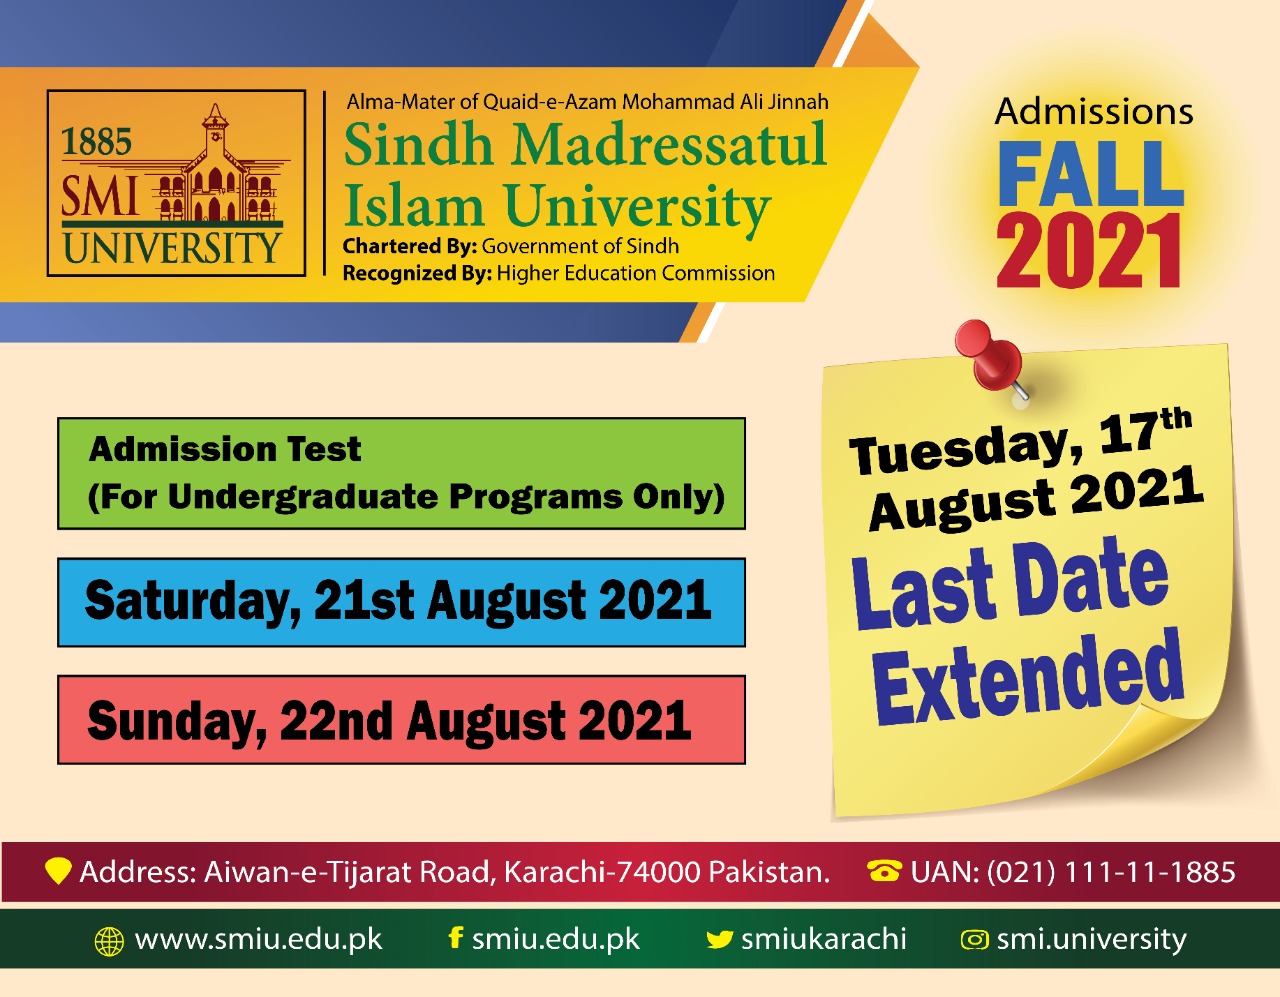 1885
SMI
UNIVERSITY
Alma-Mater of Quaid-e-Azam Mohammad Ali Jinnah
Sindh Madressatul
Islam University
Chartered By: Government of Sindh
Recognized By: Higher Education Commission
Admissions
FALL
2021
Admission Test
(For Undergraduate Programs Only)
Saturday, 21st August 2021
Sunday, 22nd August 2021
Tuesday, 17th
August 2021
Last Date
Extended
Address: Aiwan-e-Tijarat Road, Karachi-74000 Pakistan. UAN: (021) 111-11-1885
www.smiu.edu.pk smiu.edu.pk smiukarachi smi.university